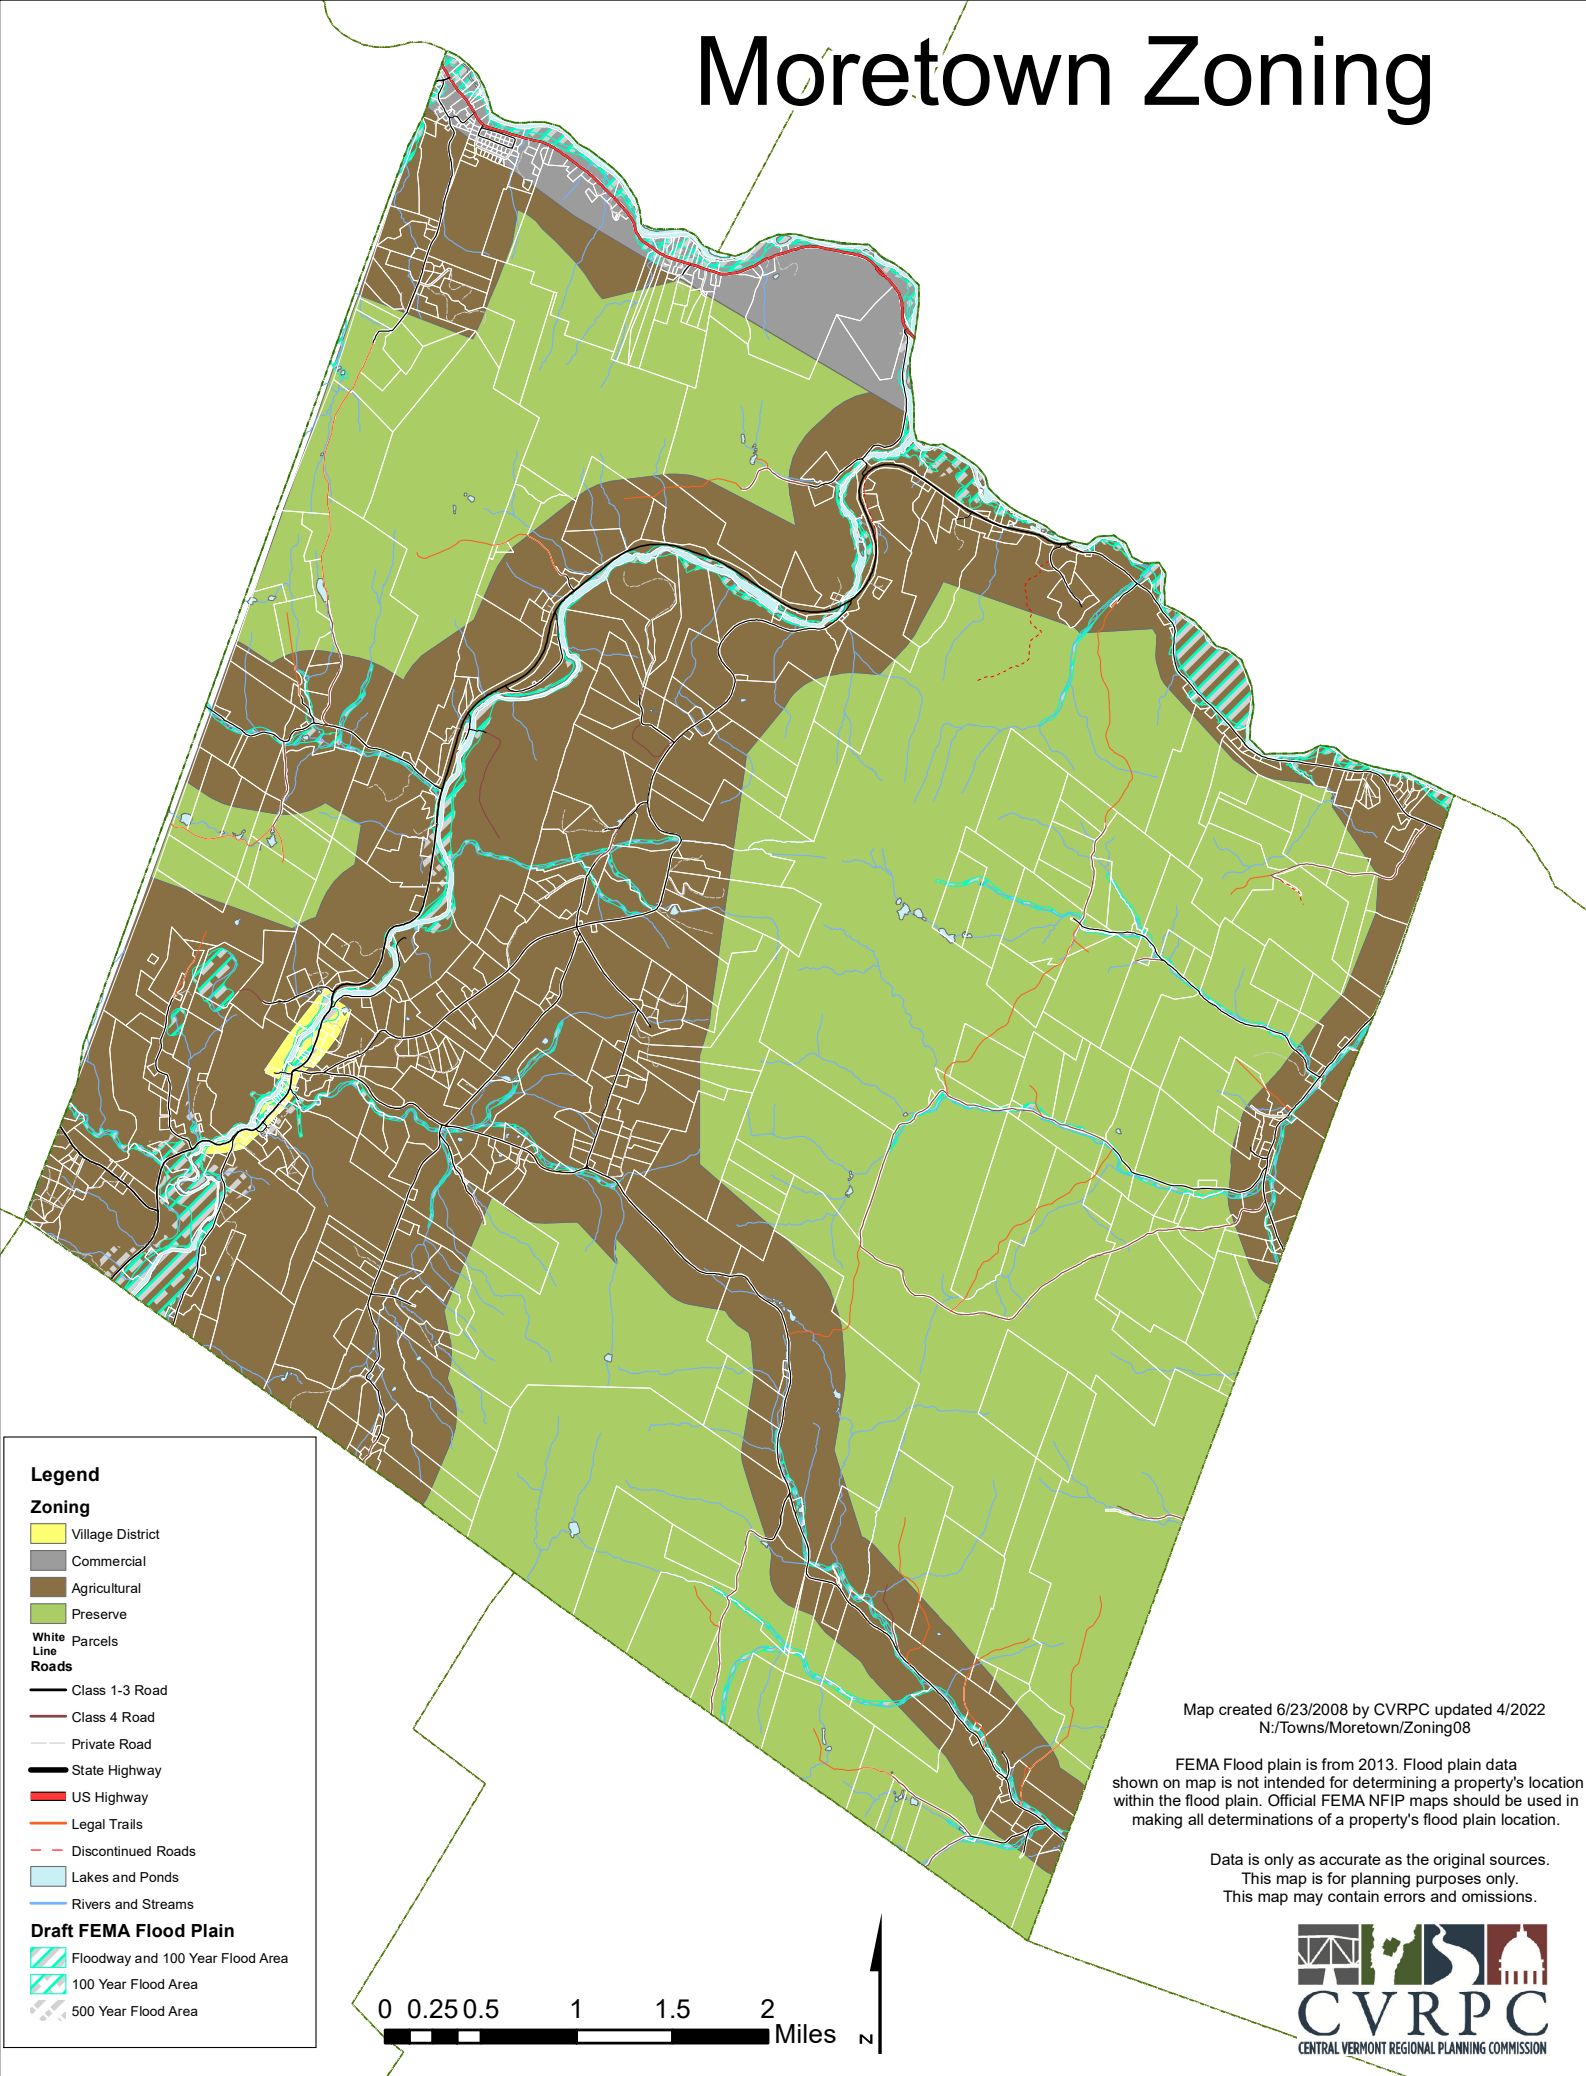 Moretown Zoning
Legend
Zoning
Village District
Commercial
Agricultural
Preserve
White Line Parcels
Roads
Class 1-3 Road
Class 4 Road
Private Road
State Highway
US Highway
Legal Trails
Discontinued Roads
Lakes and Ponds
Rivers and Streams
Draft FEMA Flood Plain
Floodway and 100 Year Flood Area
100 Year Flood Area
500 Year Flood Area
0 0.25 0.5 1 1.5 2
Miles
N
Map created 6/23/2008 by CVRPC updated 4/2022
N:/Towns/Moretown/Zoning08
FEMA Flood plain is from 2013. Flood plain data
shown on map is not intended for determining a property's location
within the flood plain. Official FEMA NFIP maps should be used in
making all determinations of a property's flood plain location.
Data is only as accurate as the original sources.
This map is for planning purposes only.
This map may contain errors and omissions.
CVRPC
CENTRAL VERMONT REGIONAL PLANNING COMMISSION